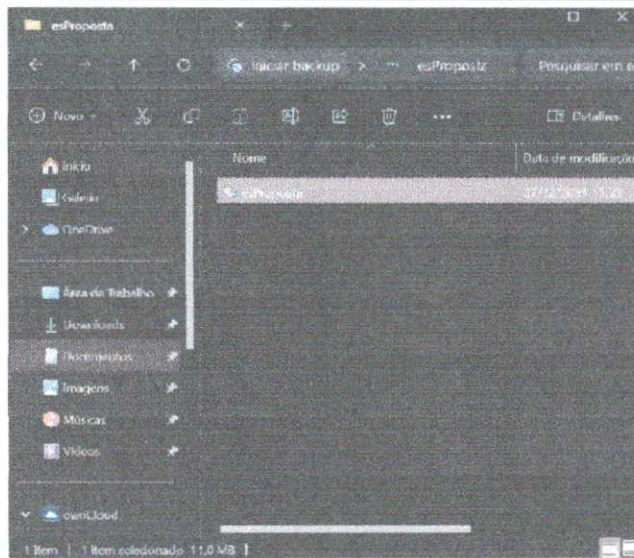 esProposta
Iniciar backup > ... esProposta Pesquisar em e
Novo Detalhes
Nome Data de modificação
Início
Galeria
OneDrive
esProposta
Área de Trabalho
Downloads
Documentos
Imagens
Músicas
Vídeos
ownCloud
1 item | 1 item selecionado 11,0 MB |